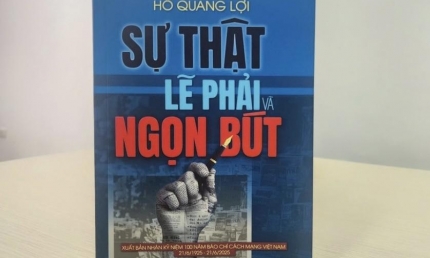 HỒ QUANG LỢI
SỰ THẬT
LẼ PHẢI VÀ
NGỌN BÚT
XUẤT BẢN NHÂN KỶ NIỆM 100 NĂM BÁO CHÍ CÁCH MẠNG VIỆT NAM
21/6/1925 - 21/6/2025